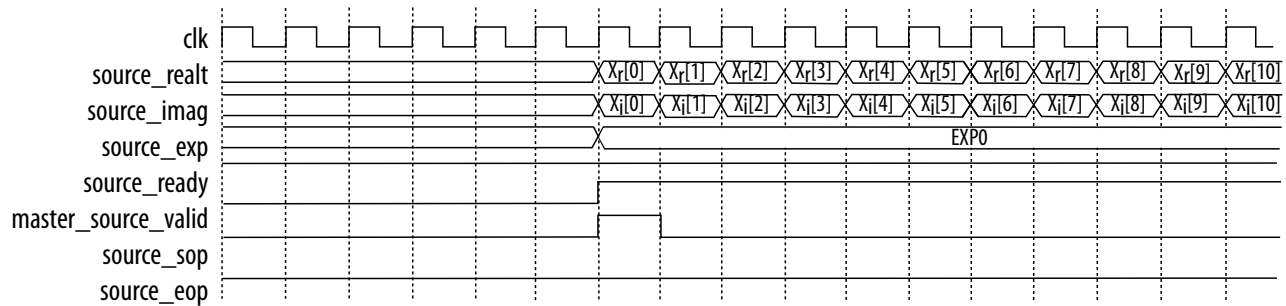 clk
source_realt Xr[0] Xr[1] Xr[2] Xr[3] Xr[4] Xr[5] Xr[6] Xr[7] Xr[8] Xr[9] Xr[10]
source_imag Xi[0] Xi[1] Xi[2] Xi[3] Xi[4] Xi[5] Xi[6] Xi[7] Xi[8] Xi[9] Xi[10]
source_exp EXP0
source_ready
master_source_valid
source_sop
source_eop